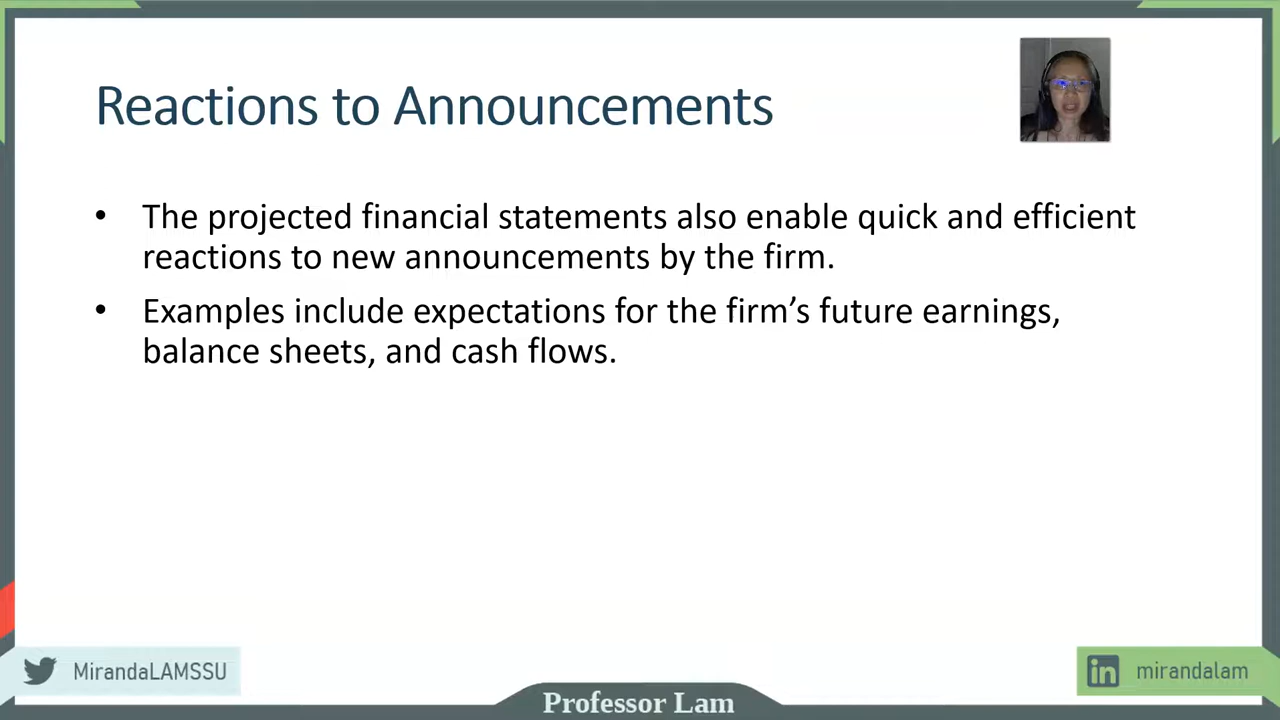 Reactions to Announcements
• The projected financial statements also enable quick and efficient
reactions to new announcements by the firm.
• Examples include expectations for the firm’s future earnings,
balance sheets, and cash flows.
MirandaLAMSSU
in mirandalam
Professor Lam